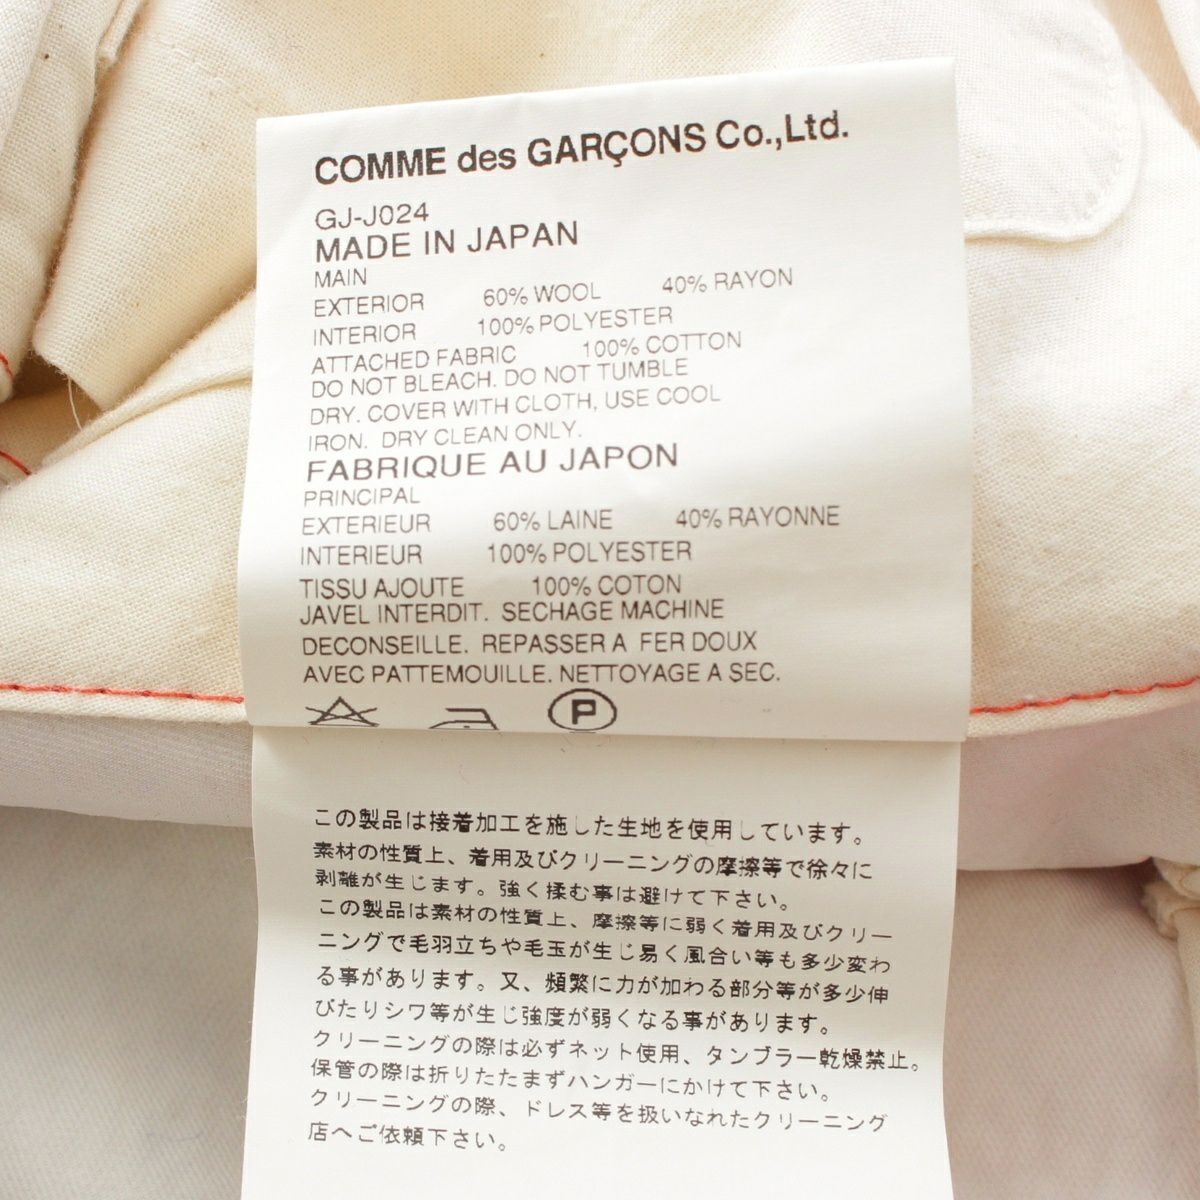 COMME des GARÇONS Co.,Ltd.
GJ-J024
MADE IN JAPAN
MAIN
EXTERIOR 60% WOOL 40% RAYON
INTERIOR 100% POLYESTER
ATTACHED FABRIC 100% COTTON
DO NOT BLEACH. DO NOT TUMBLE
DRY. COVER WITH CLOTH, USE COOL
IRON. DRY CLEAN ONLY.
FABRIQUE AU JAPON
PRINCIPAL
EXTERIEUR 60% LAINE 40% RAYONNE
INTERIEUR 100% POLYESTER
TISSU AJOUTE 100% COTON
JAVEL INTERDIT. SECHAGE MACHINE
DECONSEILLE. REPASSER A FER DOUX
AVEC PATTEMOUILLE. NETTOYAGE A SEC.
P
この製品は接着加工を施した生地を使用しています。
素材の性質上、着用及びクリーニングの摩擦等で徐々に
剥離が生じます。強く揉む事は避けて下さい。
この製品は素材の性質上、摩擦等に弱く着用及びクリー
ニングで毛羽立ちや毛玉が生じ易く風合い等も多少変わ
る事があります。又、頻繁に力が加わる部分等が多少伸
びたりシワ等が生じ強度が弱くなる事があります。
クリーニングの際は必ずネット使用、タンブラー乾燥禁止。
保管の際は折りたたまずハンガーにかけて下さい。
クリーニングの際、ドレス等を扱いなれたクリーニング
店へご依頼下さい。